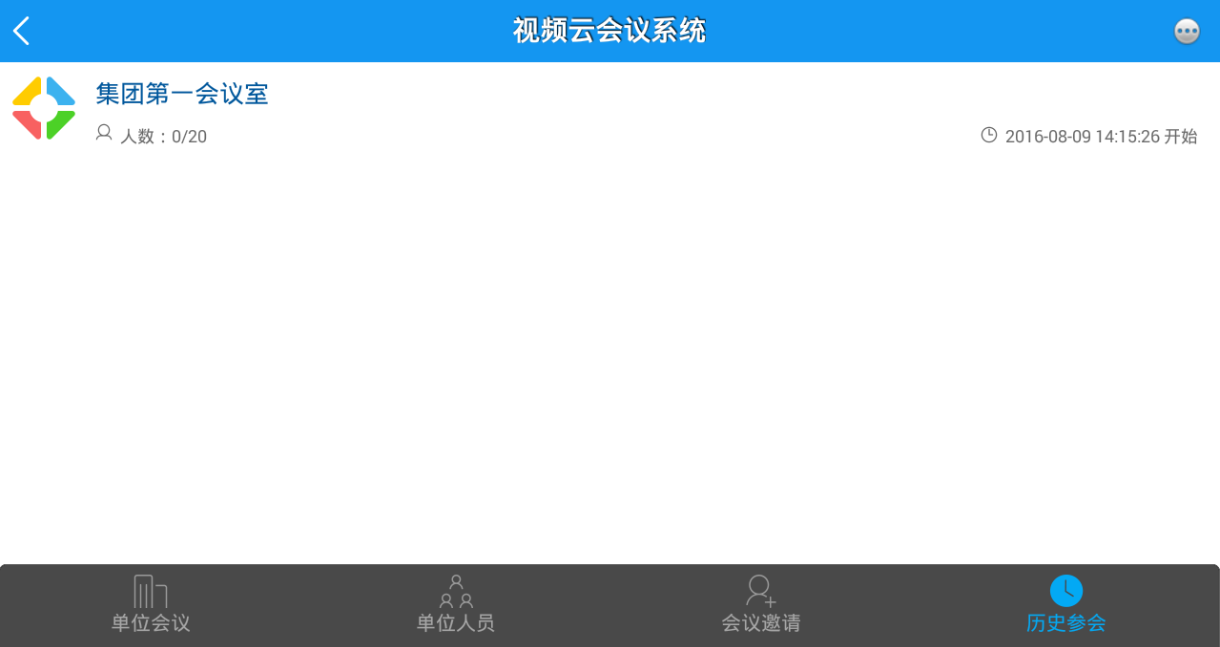 视频云会议系统
集团第一会议室
人数：0/20
2016-08-09 14:15:26 开始
单位会议
单位人员
会议邀请
历史参会